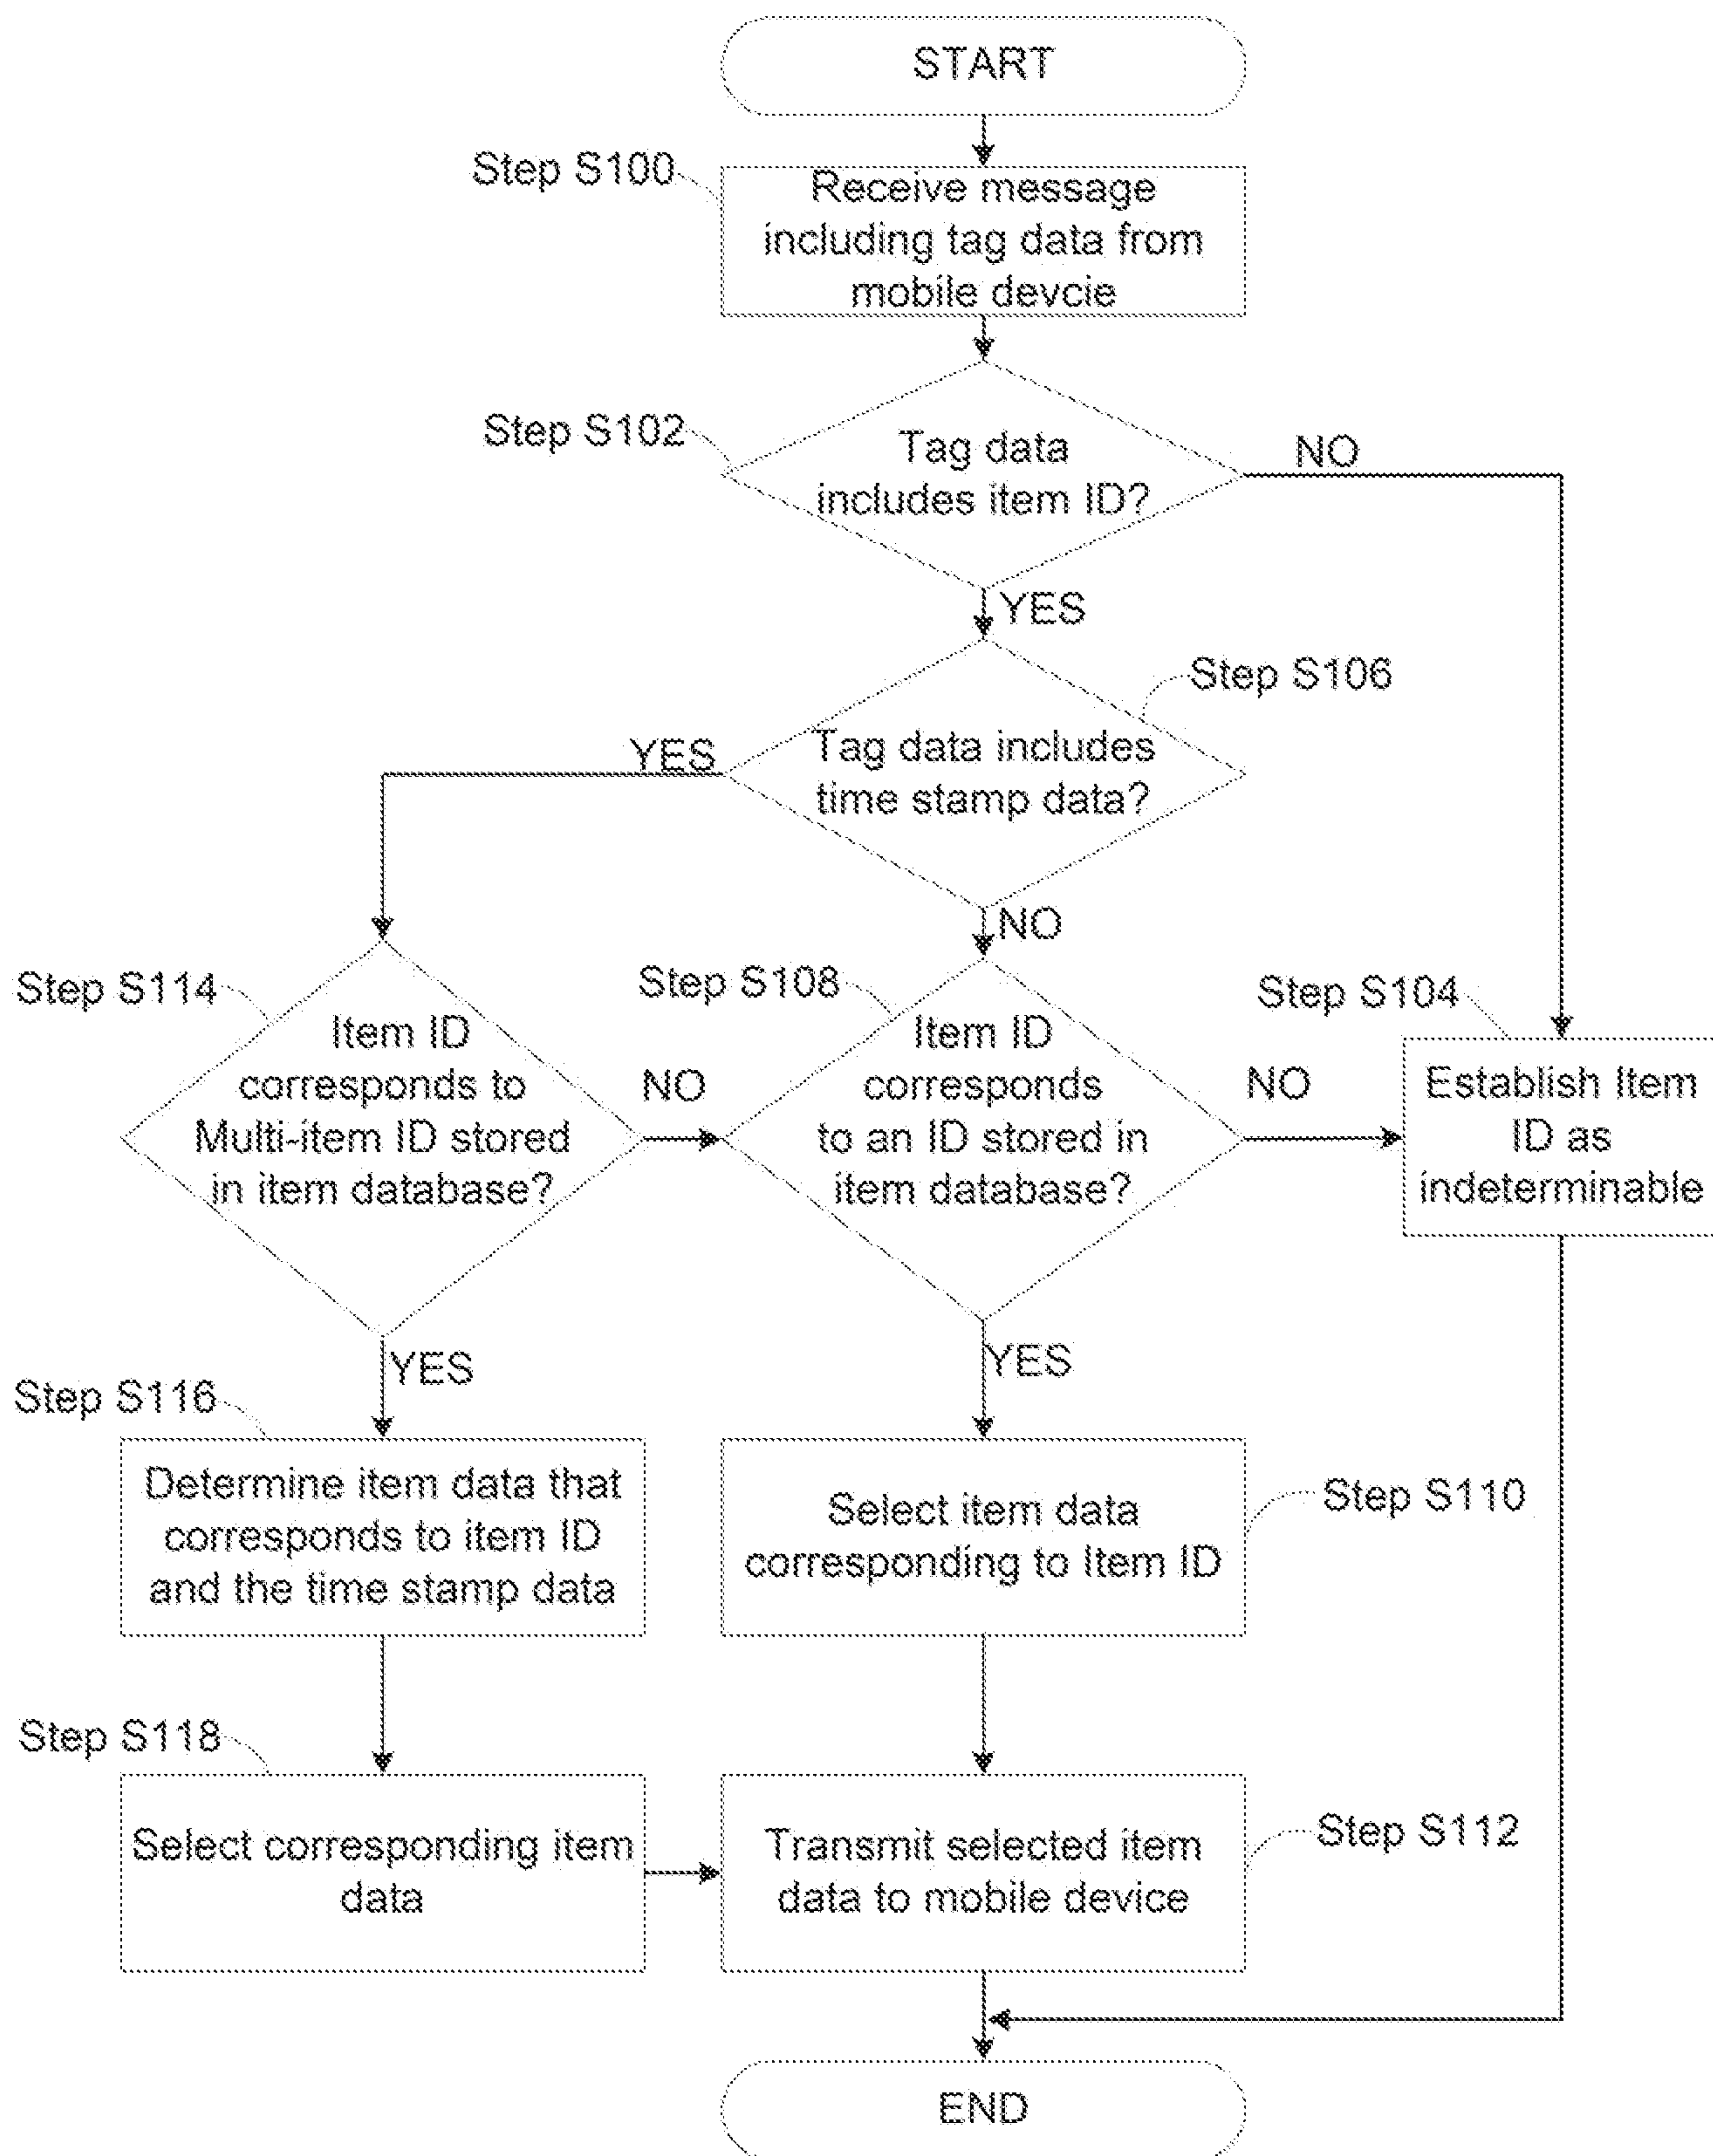 START
Step S100
Receive message
including tag data from
mobile devcie
Step S102
Tag data
includes item ID?
NO
YES
Step S106
Tag data includes
time stamp data?
YES
NO
Step S114
Item ID
corresponds to
Multi-item ID stored
in item database?
NO
Step S108
Item ID
corresponds
to an ID stored in
item database?
NO
Step S104
Establish Item
ID as
indeterminable
YES
YES
Step S116
Determine item data that
corresponds to item ID
and the time stamp data
Select item data
corresponding to Item ID
Step S110
Step S118
Select corresponding item
data
Transmit selected item
data to mobile device
Step S112
END